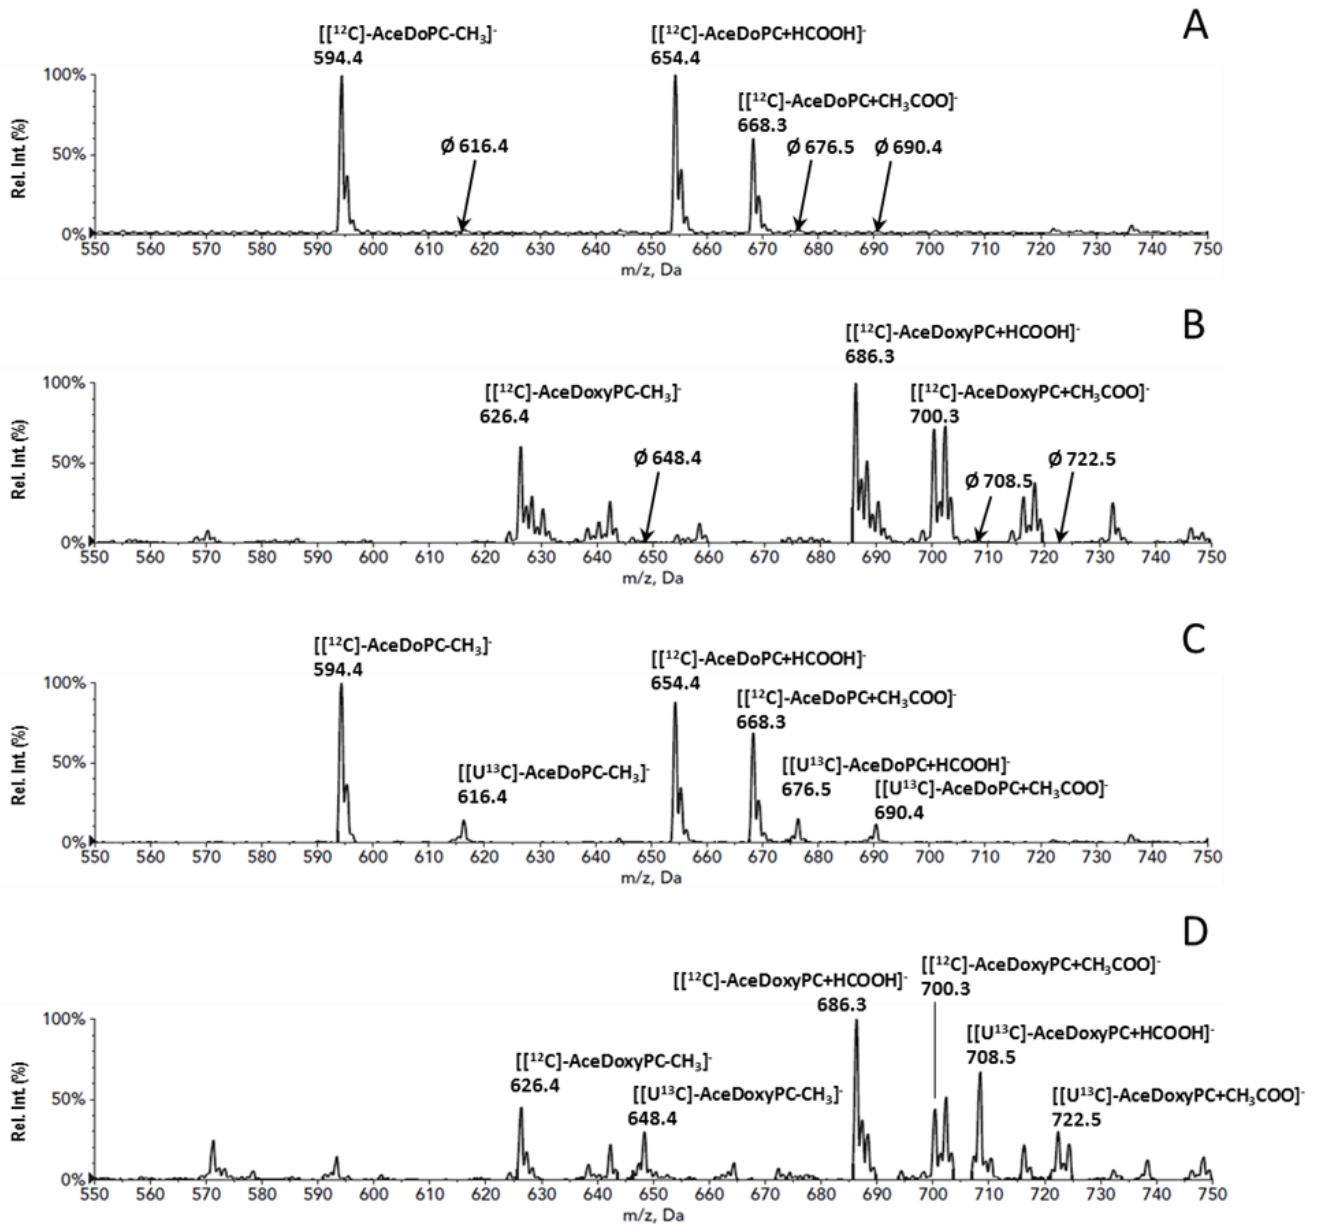 A
[[¹²C]-AceDoPC-CH₃]⁻
594.4
[[¹²C]-AceDoPC+HCOOH]⁻
654.4
[[¹²C]-AceDoPC+CH₃COO]⁻
668.3
Ø 616.4
Ø 676.5
Ø 690.4
Rel. Int. (%)
100%
50%
0%
550 560 570 580 590 600 610 620 630 640 650 660 670 680 690 700 710 720 730 740 750
m/z, Da
B
[[¹²C]-AceDoxyPC+HCOOH]⁻
686.3
[[¹²C]-AceDoxyPC-CH₃]⁻
626.4
[[¹²C]-AceDoxyPC+CH₃COO]⁻
700.3
Ø 648.4
Ø 708.5
Ø 722.5
Rel. Int. (%)
100%
50%
0%
550 560 570 580 590 600 610 620 630 640 650 660 670 680 690 700 710 720 730 740 750
m/z, Da
C
[[¹²C]-AceDoPC-CH₃]⁻
594.4
[[¹²C]-AceDoPC+HCOOH]⁻
654.4
[[¹²C]-AceDoPC+CH₃COO]⁻
668.3
[[U¹³C]-AceDoPC-CH₃]⁻
616.4
[[U¹³C]-AceDoPC+HCOOH]⁻
676.5
[[U¹³C]-AceDoPC+CH₃COO]⁻
690.4
Rel. Int. (%)
100%
50%
0%
550 560 570 580 590 600 610 620 630 640 650 660 670 680 690 700 710 720 730 740 750
m/z, Da
D
[[¹²C]-AceDoxyPC+CH₃COO]⁻
700.3
[[¹²C]-AceDoxyPC+HCOOH]⁻
686.3
[[U¹³C]-AceDoxyPC+HCOOH]⁻
708.5
[[¹²C]-AceDoxyPC-CH₃]⁻
626.4
[[U¹³C]-AceDoxyPC-CH₃]⁻
648.4
[[U¹³C]-AceDoxyPC+CH₃COO]⁻
722.5
Rel. Int. (%)
100%
50%
0%
550 560 570 580 590 600 610 620 630 640 650 660 670 680 690 700 710 720 730 740 750
m/z, Da